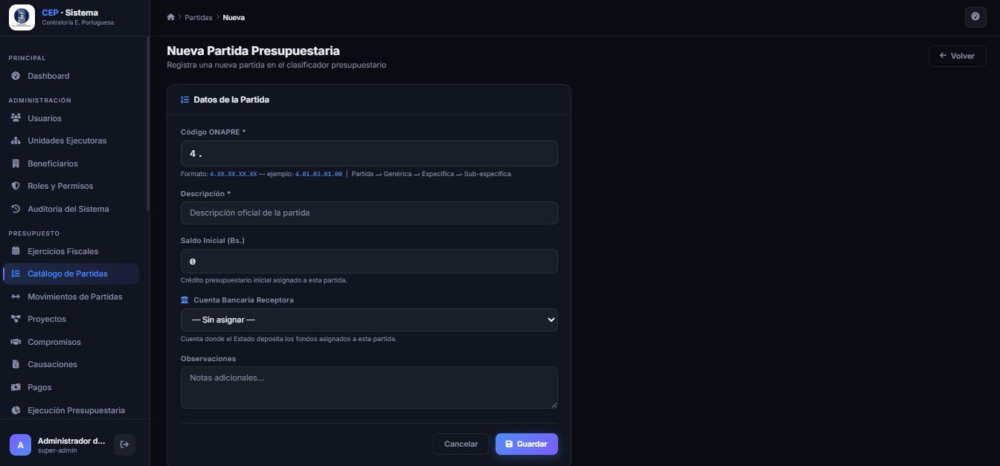 CEP · Sistema
Contraloría E. Portuguesa
PRINCIPAL
Dashboard
ADMINISTRACIÓN
Usuarios
Unidades Ejecutoras
Beneficiarios
Roles y Permisos
Auditoría del Sistema
PRESUPUESTO
Ejercicios Fiscales
Catálogo de Partidas
Movimientos de Partidas
Proyectos
Compromisos
Causaciones
Pagos
Ejecución Presupuestaria
A
Administrador d...
super-admin
Partidas > Nueva
Nueva Partida Presupuestaria
Registra una nueva partida en el clasificador presupuestario
← Volver
Datos de la Partida
Código ONAPRE *
4.
Formato: 4.XX.XX.XX.XX — ejemplo: 4.01.03.01.00 | Partida → Genérica → Específica → Sub-específica
Descripción *
Descripción oficial de la partida
Saldo Inicial (Bs.)
0
Crédito presupuestario inicial asignado a esta partida.
Cuenta Bancaria Receptora
— Sin asignar —
Cuenta donde el Estado deposita los fondos asignados a esta partida.
Observaciones
Notas adicionales...
Cancelar
Guardar